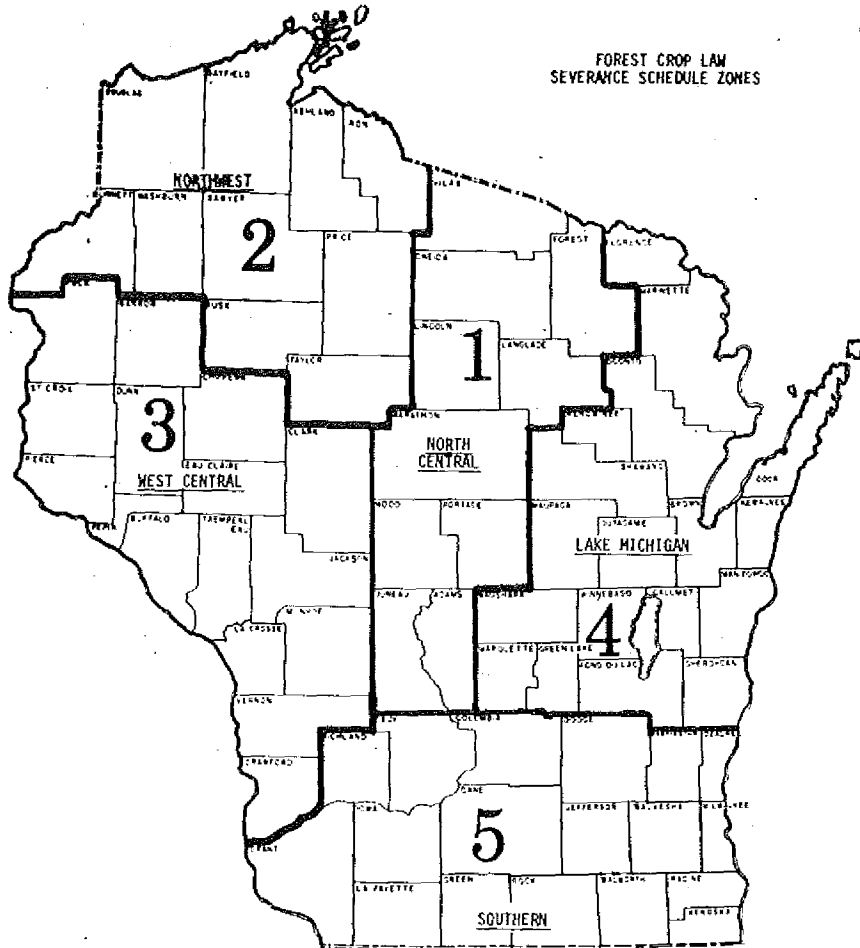 FOREST CROP LAW
SEVERANCE SCHEDULE ZONES
BAYFIELD
DOUGLAS
ASHLAND
IRON
VILAS
NORTHWEST
BURNETT
WASHBURN
SAWYER
2
PRICE
FOREST
FLORENCE
ONEIDA
MARINETTE
POLK
BARRON
RUSK
LINCOLN
LANGLADE
1
TAYLOR
OCONTO
CHIPPEWA
ST CROIX
DUNN
MARATHON
MENOMINEE
CLARK
3
NORTH
CENTRAL
PIERCE
EAU CLAIRE
SHAWANO
WEST CENTRAL
DOOR
WOOD
PORTAGE
WAUPACA
BROWN
KEWAUNEE
PEPIN
BUFFALO
TREMPEAL
EAU
OUTAGAMIE
LAKE MICHIGAN
JACKSON
MANITOWOC
JUNEAU
ADAMS
WAUSHARA
WINNEBAGO
CALUMET
MONROE
4
LA CROSSE
MARQUETTE
GREEN LAKE
FOND DU LAC
SHEBOYGAN
VERNON
COLUMBIA
DODGE
RICHLAND
CRAWFORD
DANE
IOWA
JEFFERSON
WAUKESHA
MILWAUKEE
5
GRANT
LA FAYETTE
GREEN
ROCK
WALWORTH
RACINE
KENOSHA
SOUTHERN